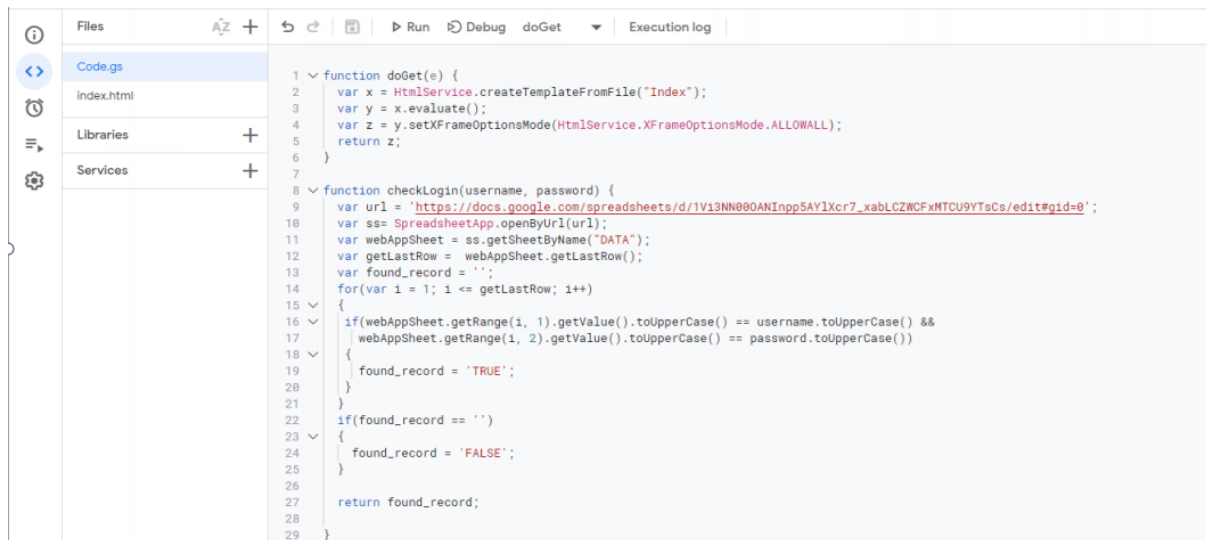 Files
AZ
Run Debug doGet Execution log
Code.gs
index.html
Libraries
Services
1 function doGet(e) {
2 var x = HtmlService.createTemplateFromFile("Index");
3 var y = x.evaluate();
4 var z = y.setXFrameOptionsMode(HtmlService.XFrameOptionsMode.ALLOWALL);
5 return z;
6 }
7
8 function checkLogin(username, password) {
9 var url = 'https://docs.google.com/spreadsheets/d/1Vi3NN00OANInpp5AYlXcr7_xabLCZWCFxMTCU9YTsCs/edit#gid=0';
10 var ss= SpreadsheetApp.openByUrl(url);
11 var webAppSheet = ss.getSheetByName("DATA");
12 var getLastRow = webAppSheet.getLastRow();
13 var found_record = '';
14 for(var i = 1; i <= getLastRow; i++)
15 {
16 if(webAppSheet.getRange(i, 1).getValue().toUpperCase() == username.toUpperCase() &&
17 webAppSheet.getRange(i, 2).getValue().toUpperCase() == password.toUpperCase())
18 {
19 found_record = 'TRUE';
20 }
21 }
22 if(found_record == '')
23 {
24 found_record = 'FALSE';
25 }
26
27 return found_record;
28
29 }